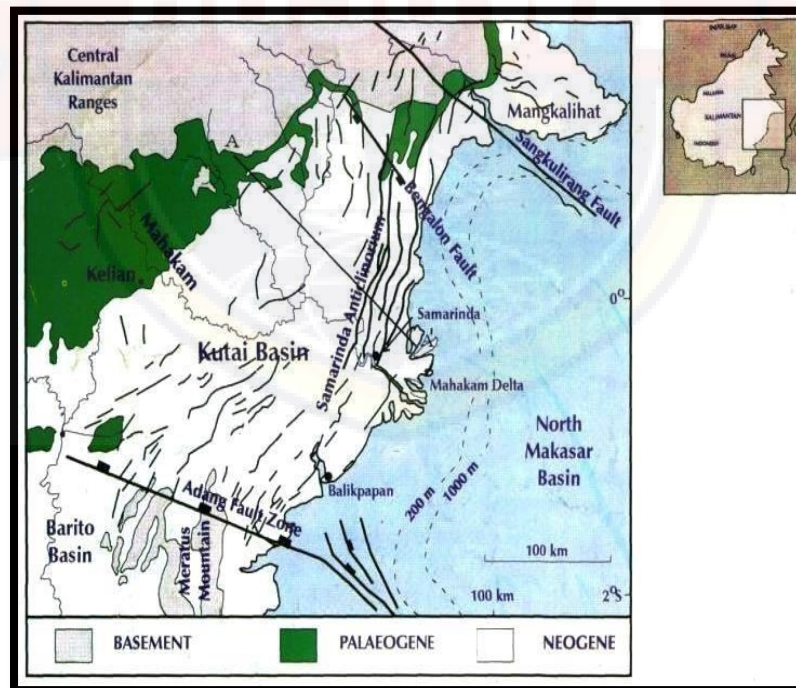 Central
Kalimantan
Ranges
A
Mangkalihat
Sangkulirang Fault
Bengalon Fault
Mahakam
Kelian
Samarinda Anticlinorium
0°
Samarinda
Kutai Basin
Mahakam Delta
North
Makasar
Basin
200 m
1000 m
Balikpapan
Adang Fault Zone
Barito
Basin
Meratus
Mountain
100 km
100 km
2°S
BASEMENT
PALAEOGENE
NEOGENE
KALIMANTAN
INDONESIA